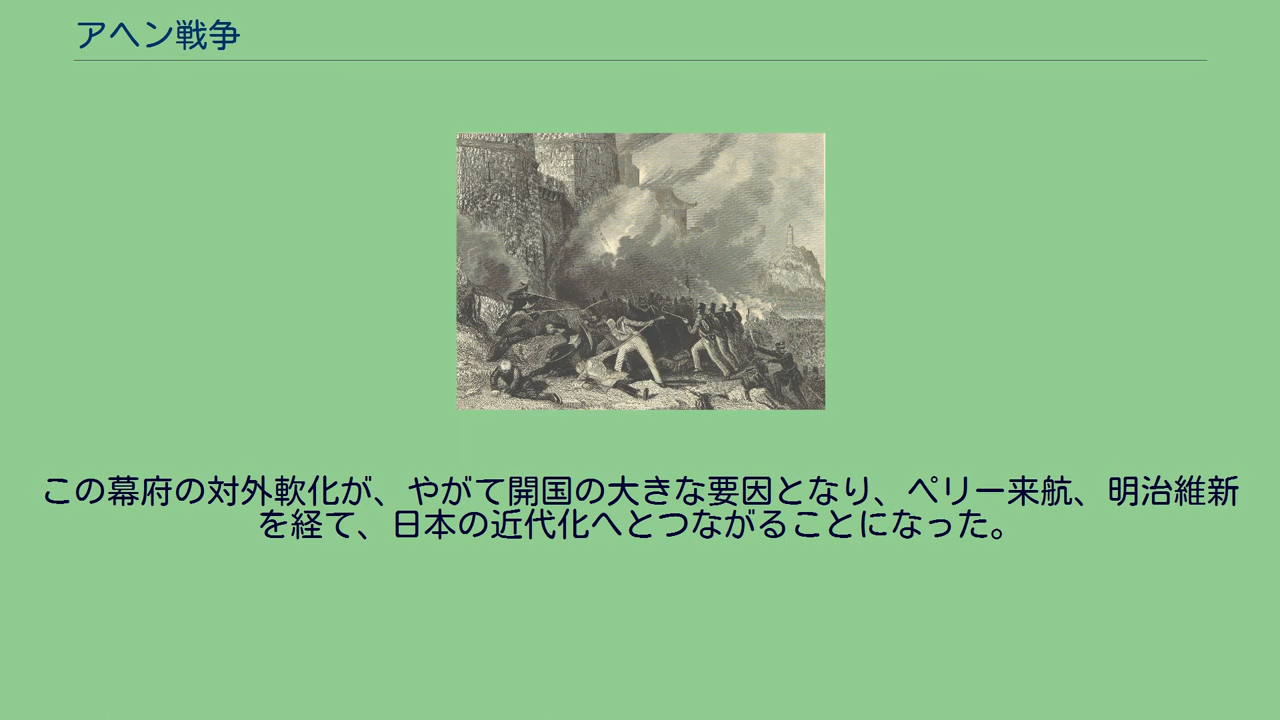 アヘン戦争
この幕府の対外軟化が、やがて開国の大きな要因となり、ペリー来航、明治維新
を経て、日本の近代化へとつながることになった。